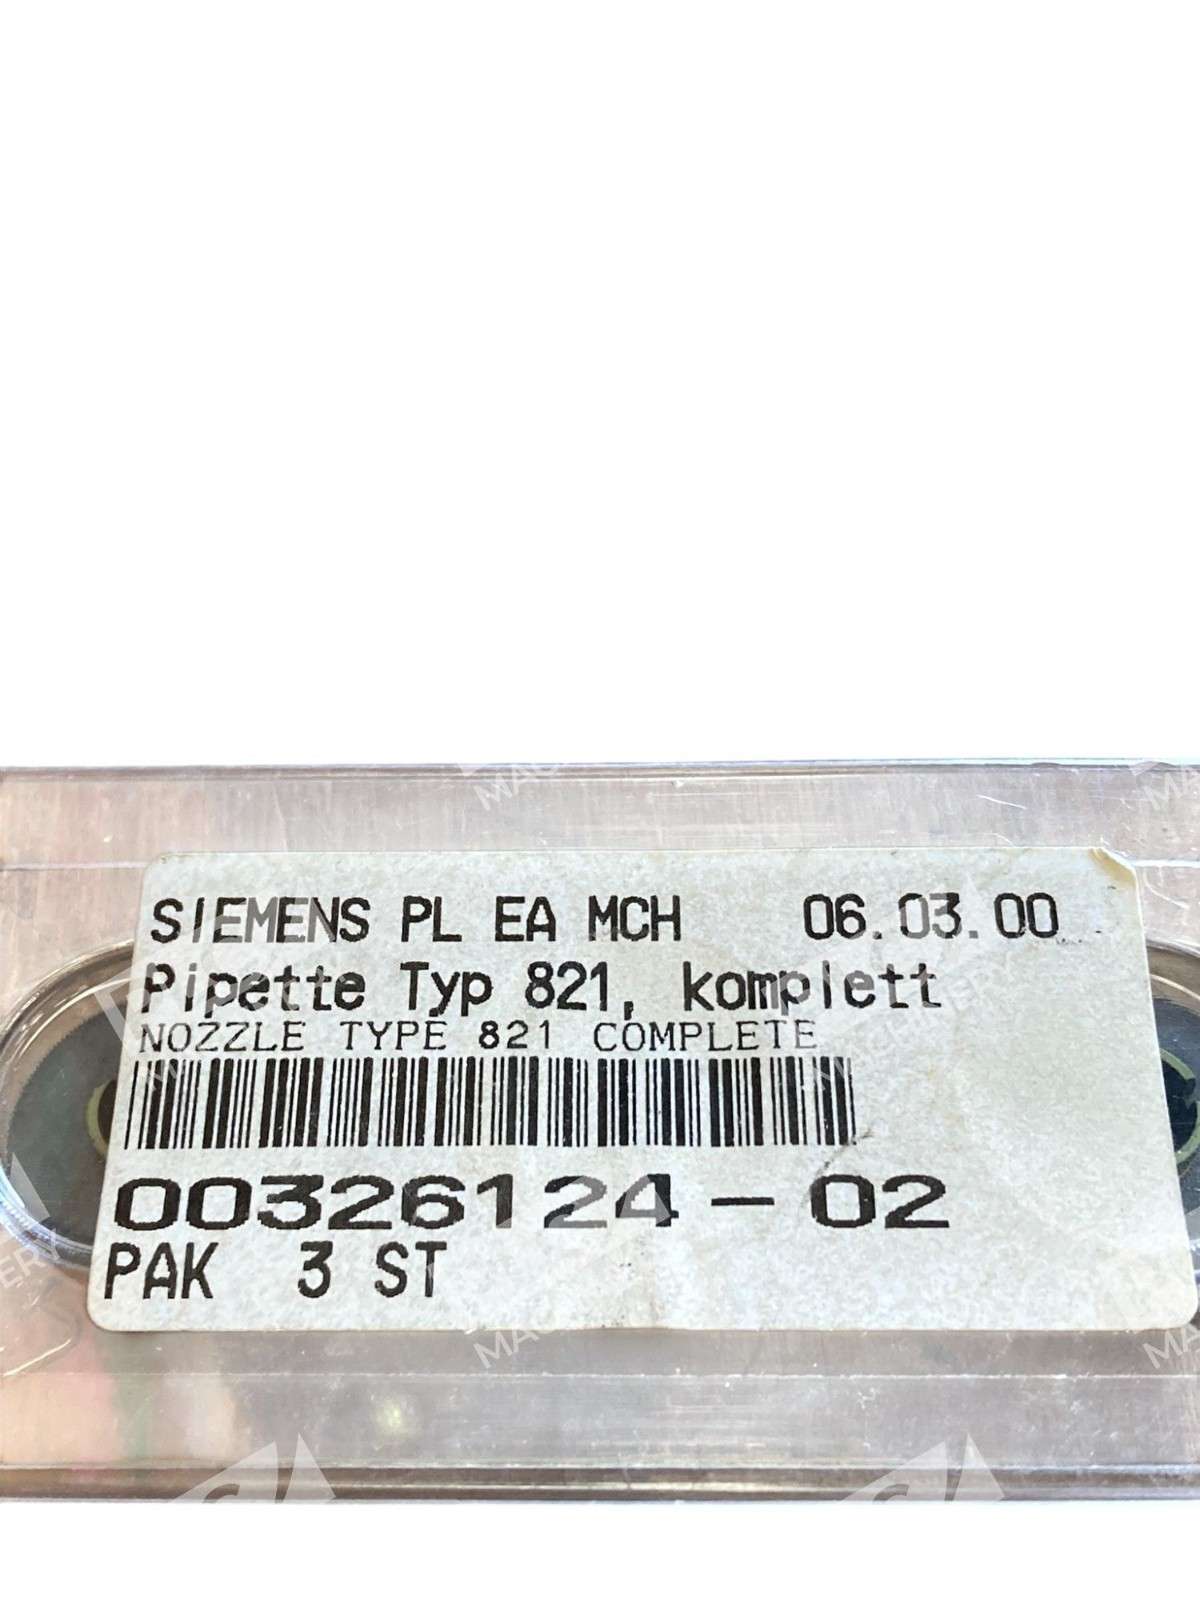 SIEMENS PL EA MCH 06.03.00
Pipette Typ 821, komplett
NOZZLE TYPE 821 COMPLETE
00326124-02
PAK 3 ST